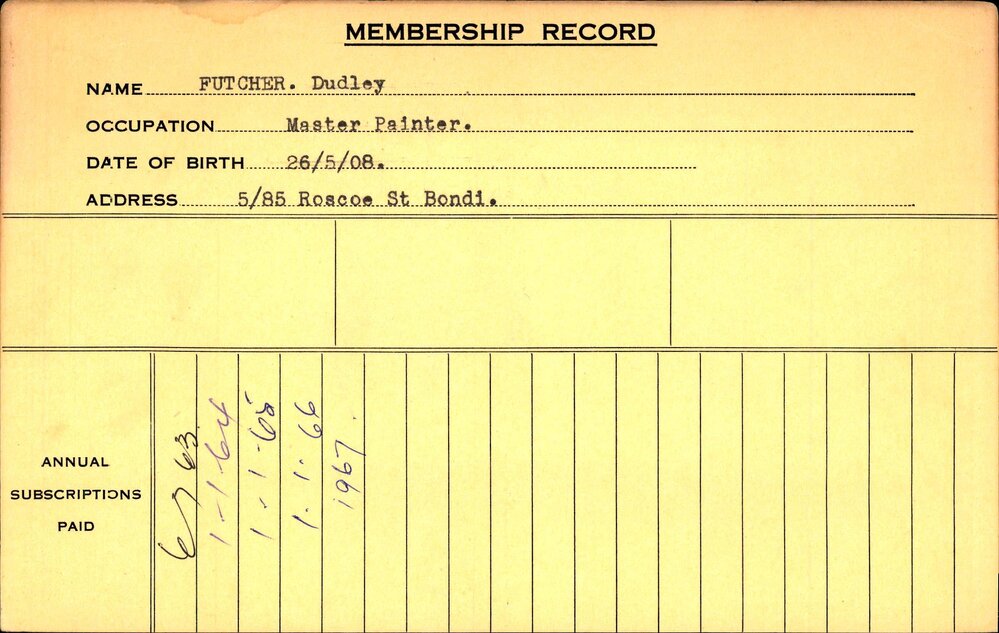 MEMBERSHIP RECORD
NAME FUTCHER. Dudley
OCCUPATION Master Painter.
DATE OF BIRTH 26/5/08.
ADDRESS 5/85 Roscoe St Bondi.
ANNUAL
SUBSCRIPTIONS
PAID
63
1-1-64
1-1-65
1.1.66
1967.